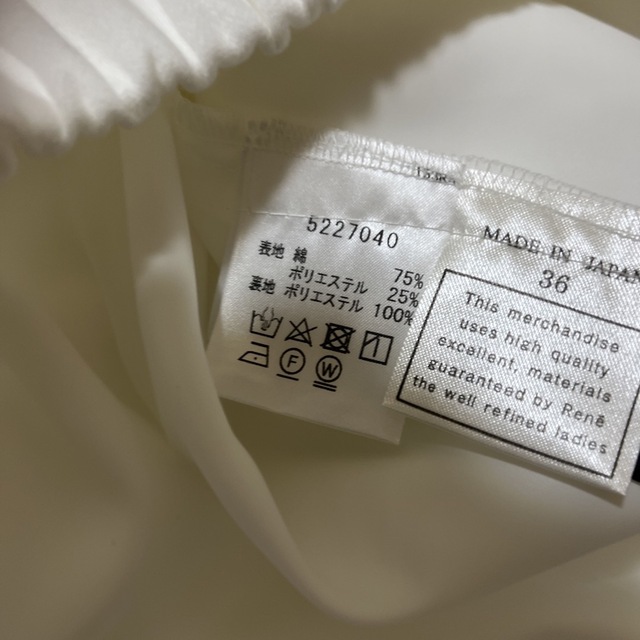 5227040
表地 綿 75%
ポリエステル 25%
裏地 ポリエステル 100%
F W
MADE IN JAPAN
36
This merchandise
uses high quality
excellent, materials
guaranteed by René
the well refined ladies